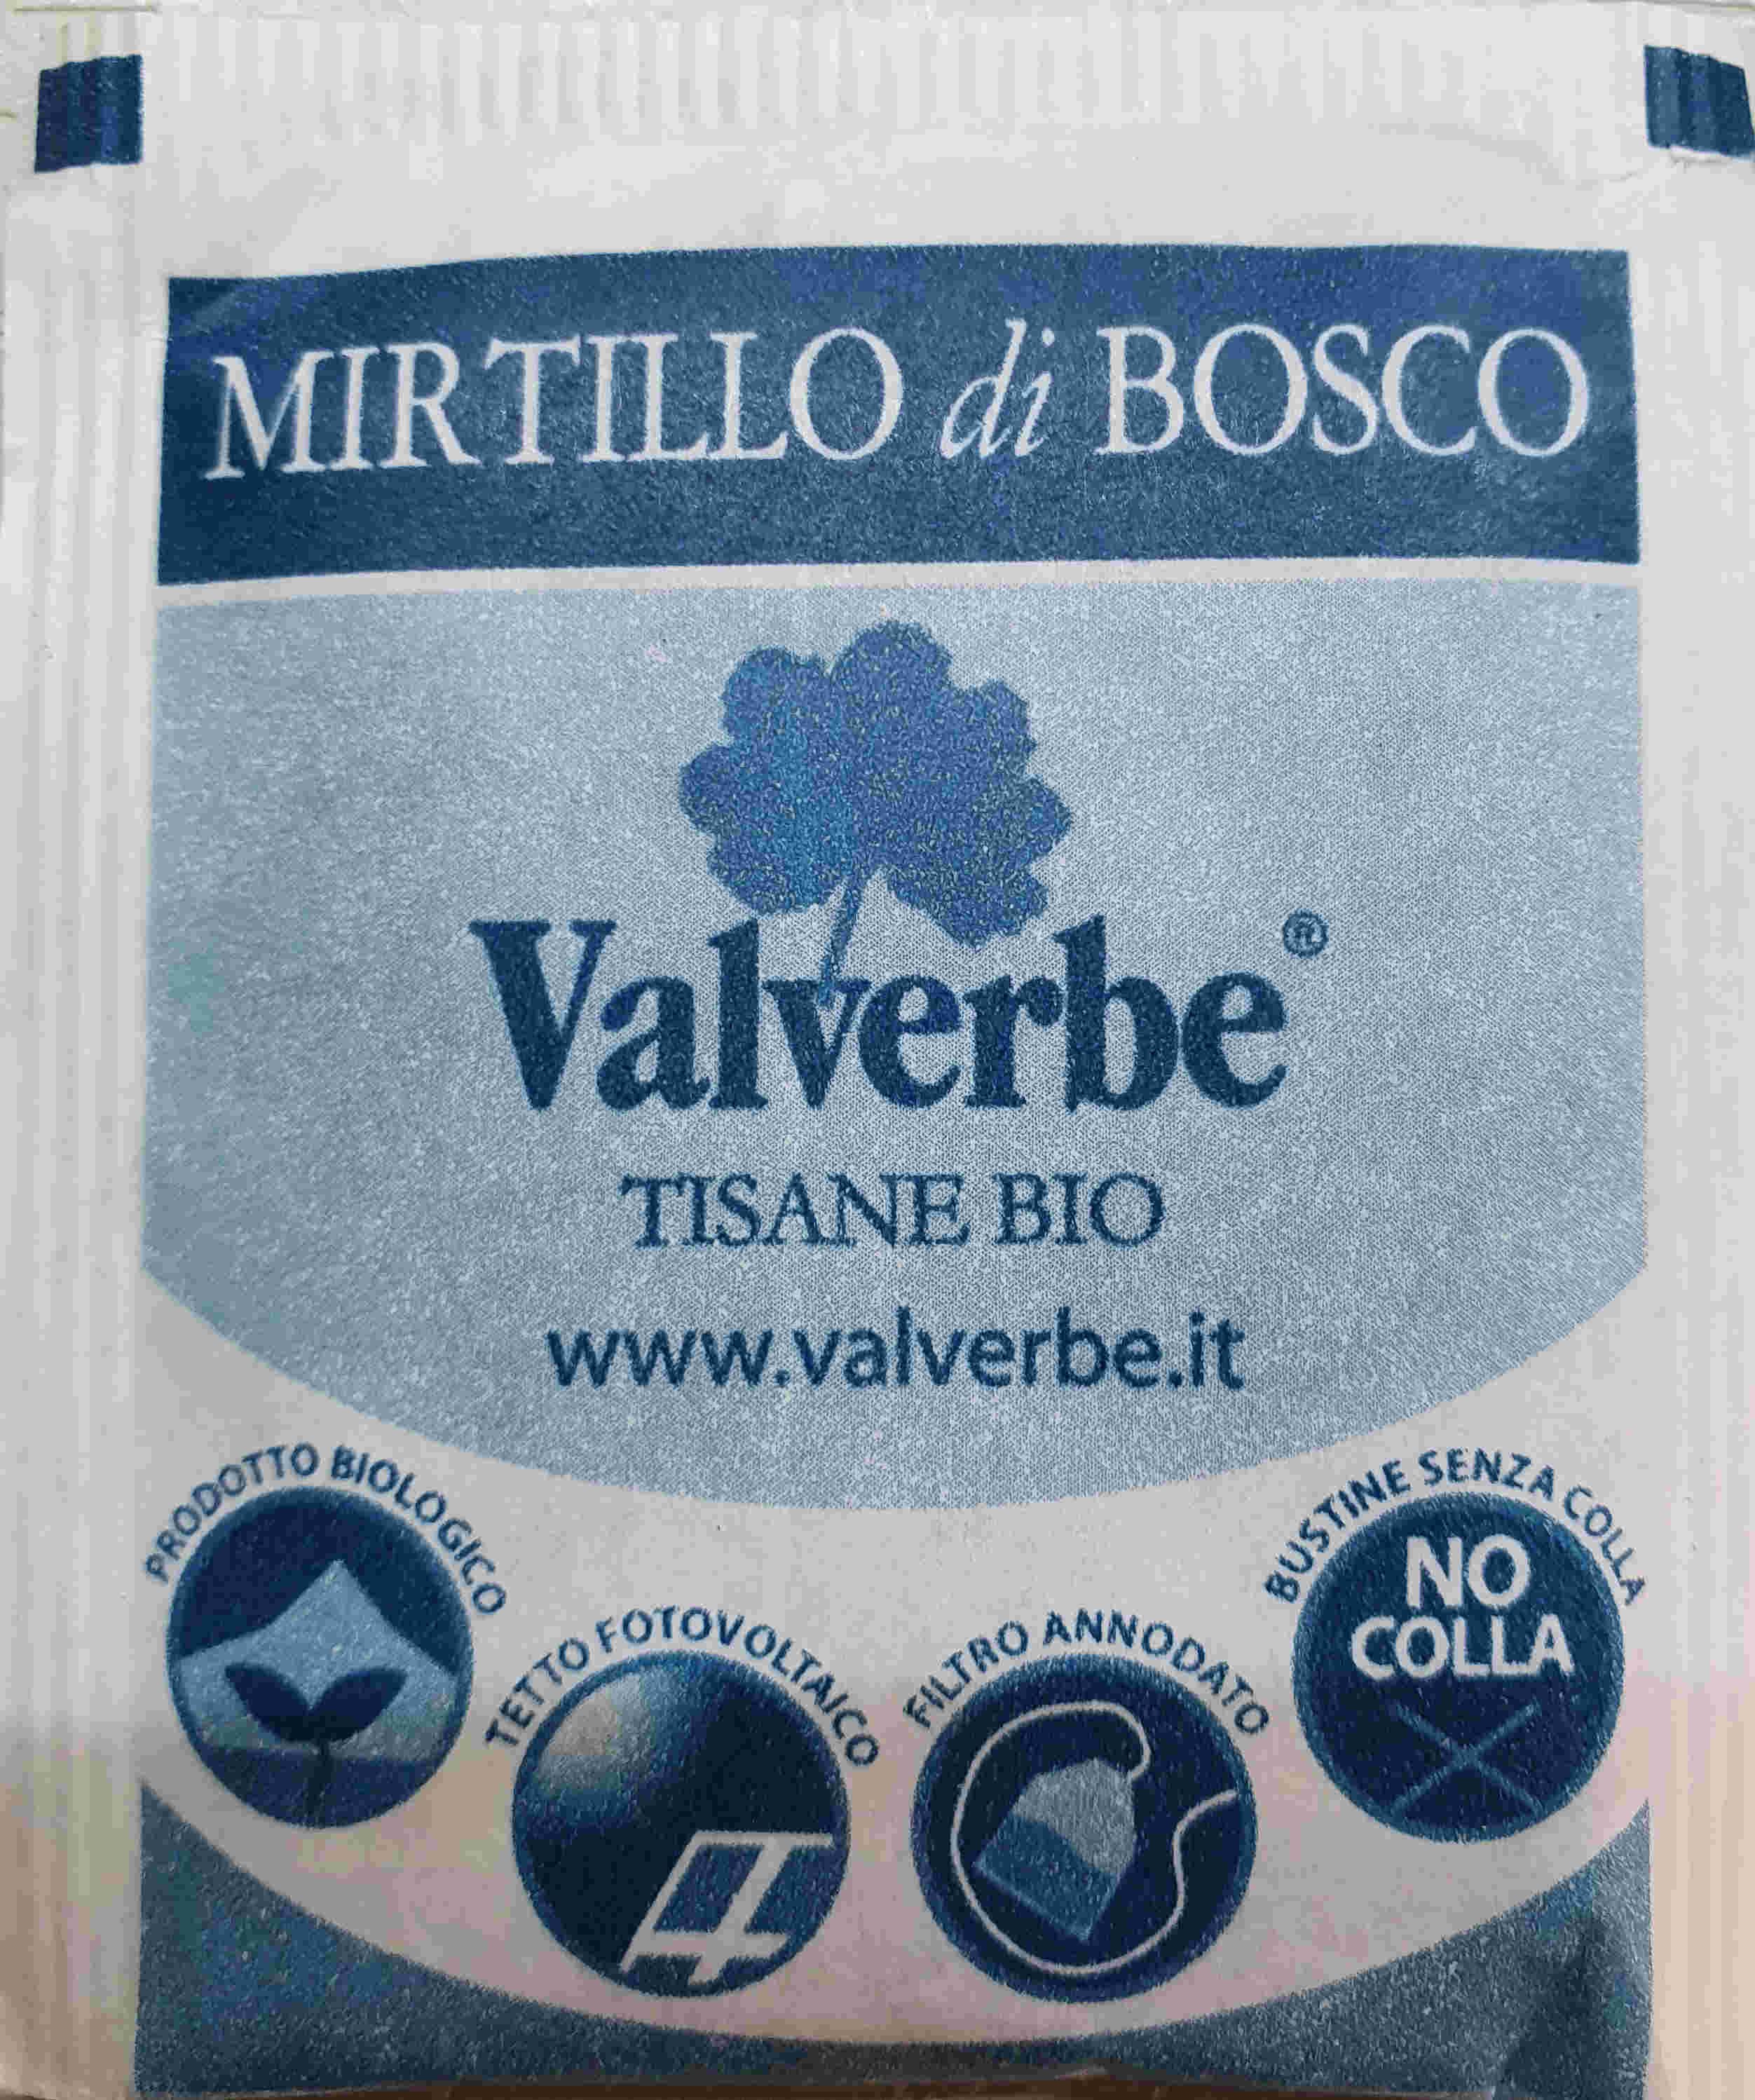 MIRTILLO di BOSCO
Valverbe®
TISANE BIO
www.valverbe.it
PRODOTTO BIOLOGICO
TETTO FOTOVOLTAICO
FILTRO ANNODATO
BUSTINE SENZA COLLA
NO
COLLA